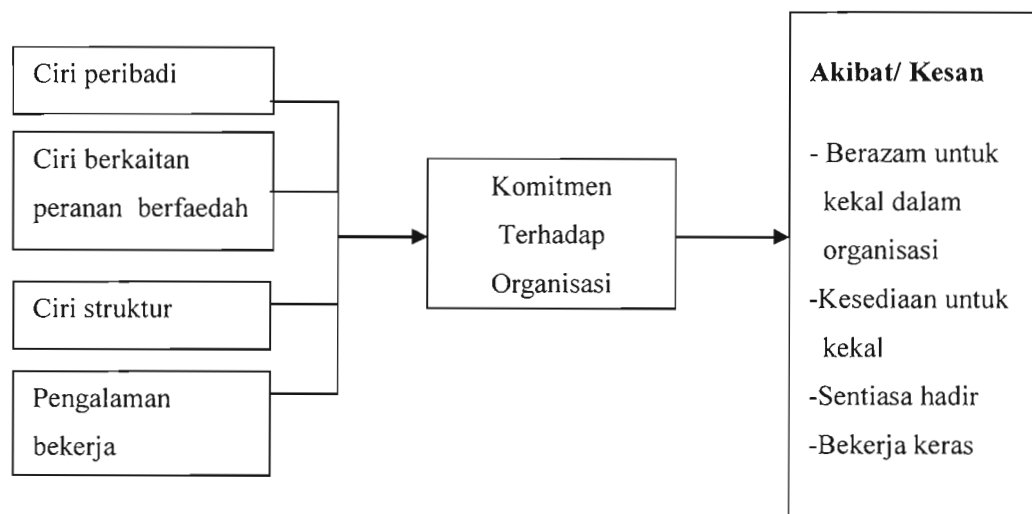 Ciri peribadi
Ciri berkaitan
peranan berfaedah
Ciri struktur
Pengalaman
bekerja
Komitmen
Terhadap
Organisasi
Akibat/ Kesan
- Berazam untuk
kekal dalam
organisasi
-Kesediaan untuk
kekal
-Sentiasa hadir
-Bekerja keras